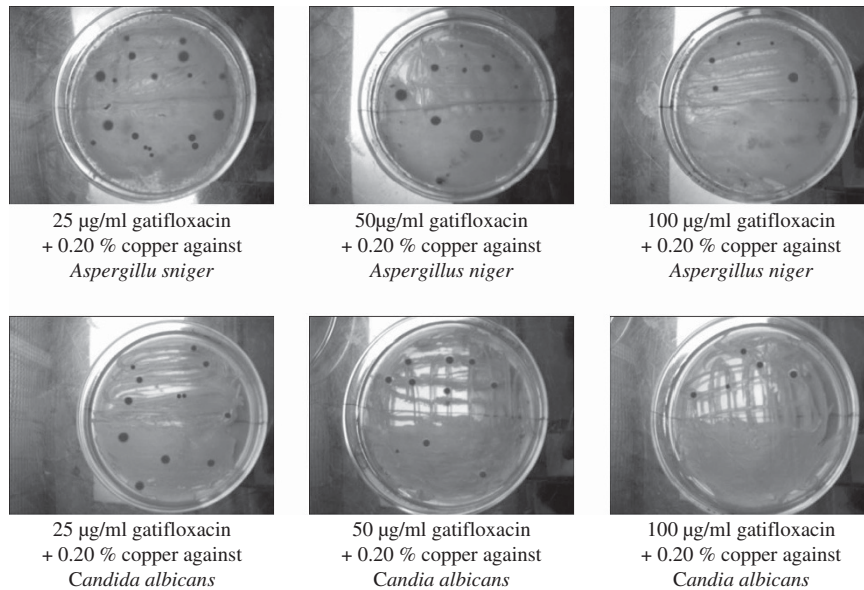 25 µg/ml gatifloxacin
+ 0.20 % copper against
Aspergillu sniger
50µg/ml gatifloxacin
+ 0.20 % copper against
Aspergillus niger
100 µg/ml gatifloxacin
+ 0.20 % copper against
Aspergillus niger
25 µg/ml gatifloxacin
+ 0.20 % copper against
Candida albicans
50 µg/ml gatifloxacin
+ 0.20 % copper against
Candia albicans
100 µg/ml gatifloxacin
+ 0.20 % copper against
Candia albicans